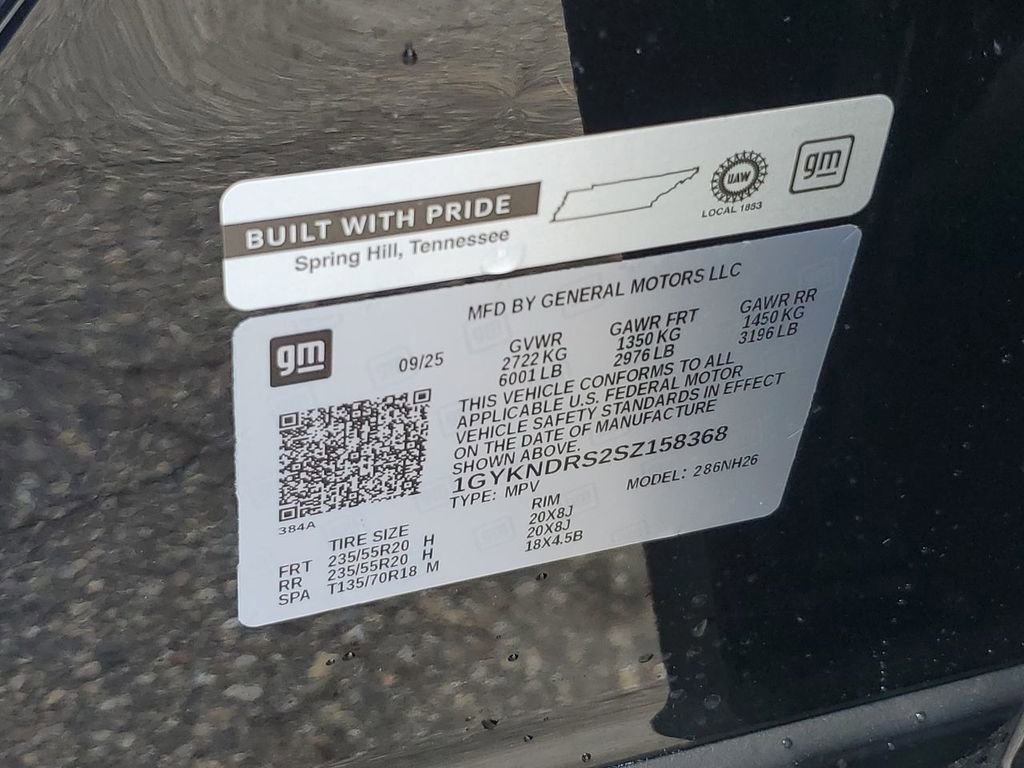 BUILT WITH PRIDE
Spring Hill, Tennessee
UAW
LOCAL 1853
gm
MFD BY GENERAL MOTORS LLC
gm
09/25
GVWR
2722 KG
6001 LB
GAWR FRT
1350 KG
2976 LB
GAWR RR
1450 KG
3196 LB
THIS VEHICLE CONFORMS TO ALL
APPLICABLE U.S. FEDERAL MOTOR
VEHICLE SAFETY STANDARDS IN EFFECT
ON THE DATE OF MANUFACTURE
SHOWN ABOVE.
1GYKNDRS2SZ158368
TYPE: MPV
MODEL: 286NH26
384A
TIRE SIZE RIM
FRT 235/55R20 H 20X8J
RR 235/55R20 H 20X8J
SPA T135/70R18 M 18X4.5B